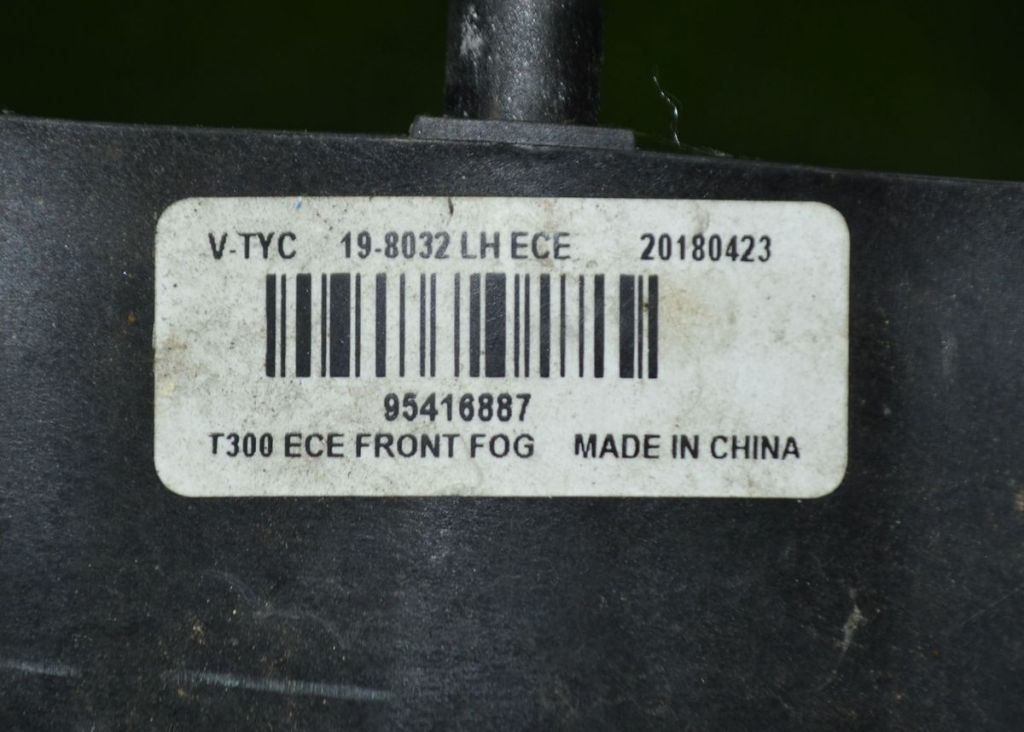 V-TYC 19-8032 LH ECE 20180423
95416887
T300 ECE FRONT FOG MADE IN CHINA